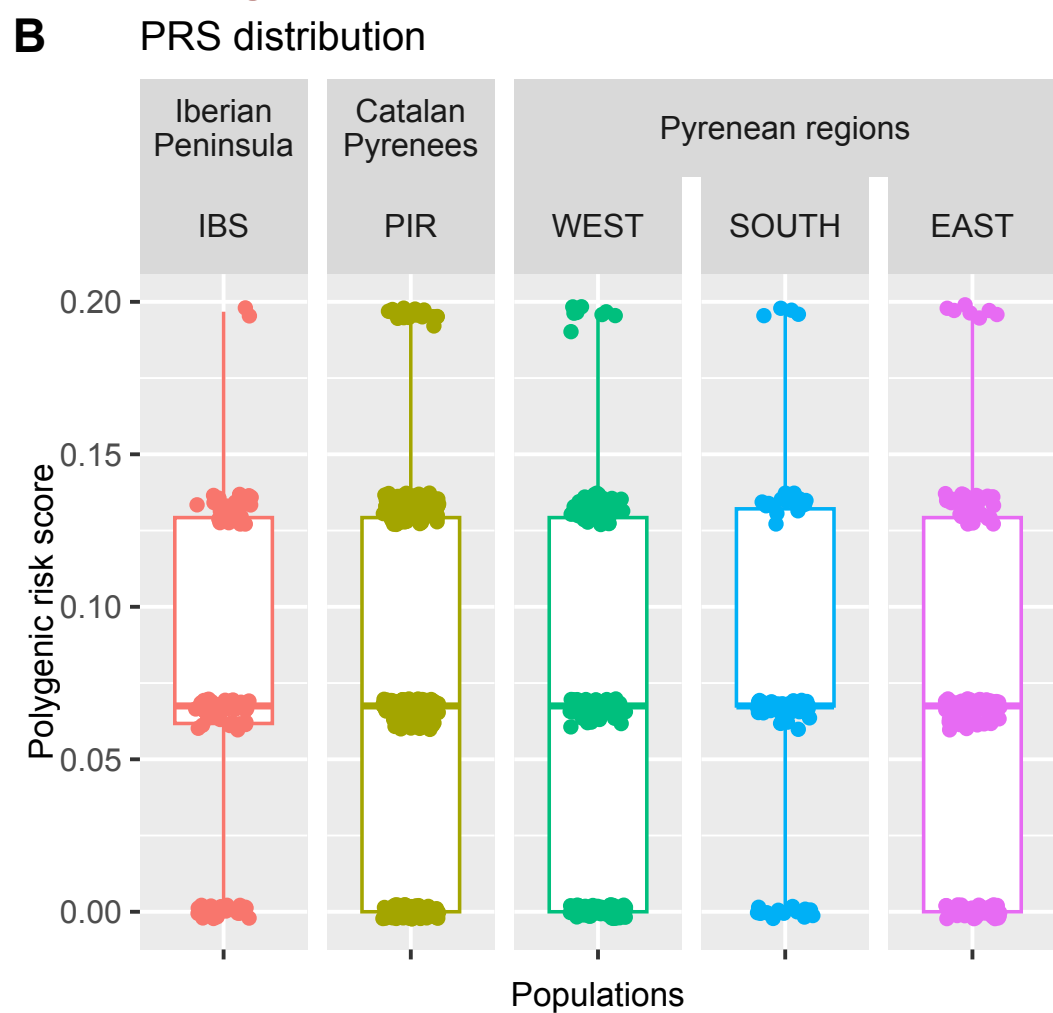 B PRS distribution
Iberian Peninsula
Catalan Pyrenees
Pyrenean regions
IBS PIR WEST SOUTH EAST
Polygenic risk score
0.20
0.15
0.10
0.05
0.00
Populations